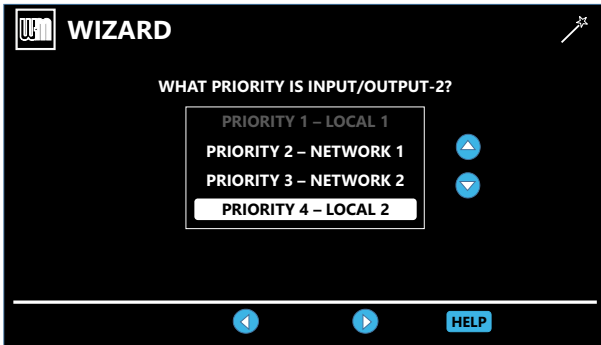 WM WIZARD
WHAT PRIORITY IS INPUT/OUTPUT-2?
PRIORITY 1 – LOCAL 1
PRIORITY 2 – NETWORK 1
PRIORITY 3 – NETWORK 2
PRIORITY 4 – LOCAL 2
HELP